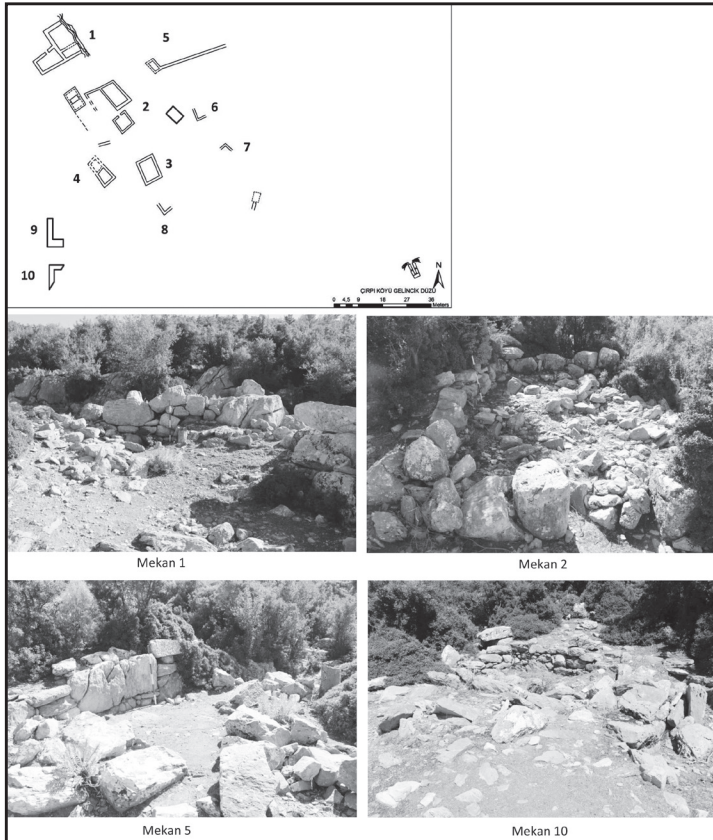 1
5
2
6
7
3
4
8
9
10
N
ÇIRPI KÖYÜ GELİNCİK DÜZÜ
0 4,5 9 18 27 36
Meters
Mekan 1
Mekan 2
Mekan 5
Mekan 10